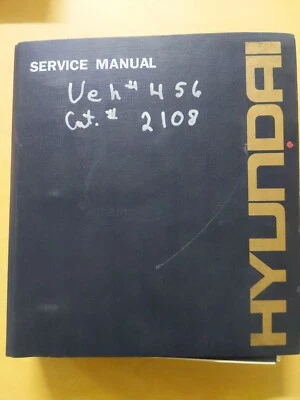 SERVICE MANUAL
Veh# 456
Cat.# 2108
HYUNDAI